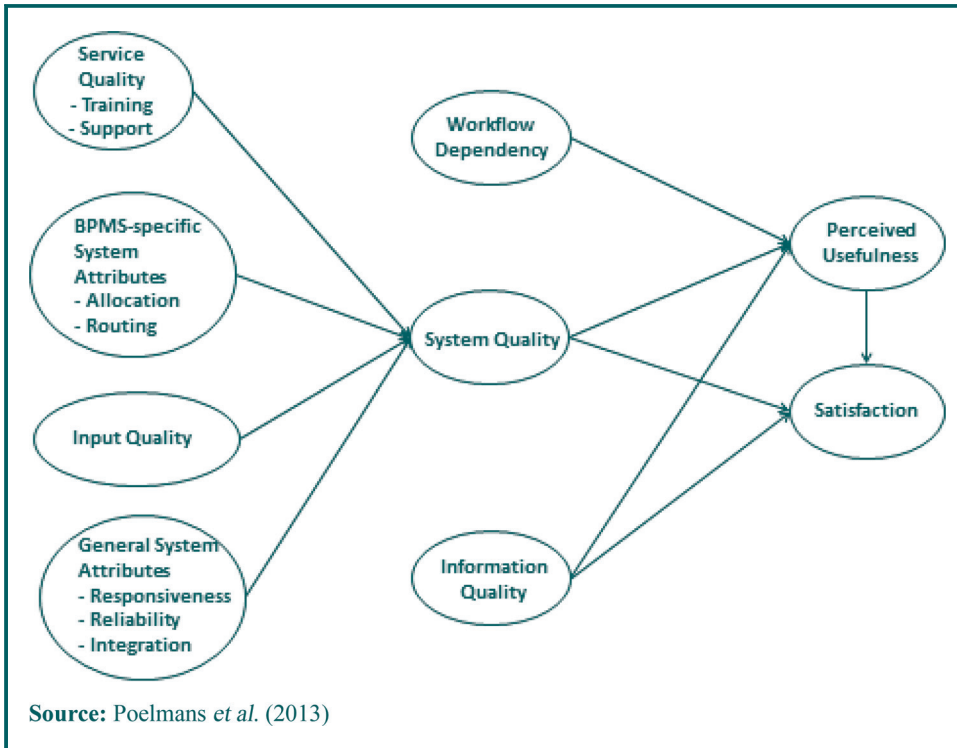 Service
Quality
- Training
- Support
BPMS-specific
System
Attributes
- Allocation
- Routing
Input Quality
General System
Attributes
- Responsiveness
- Reliability
- Integration
Workflow
Dependency
System Quality
Information
Quality
Perceived
Usefulness
Satisfaction
Source: Poelmans et al. (2013)